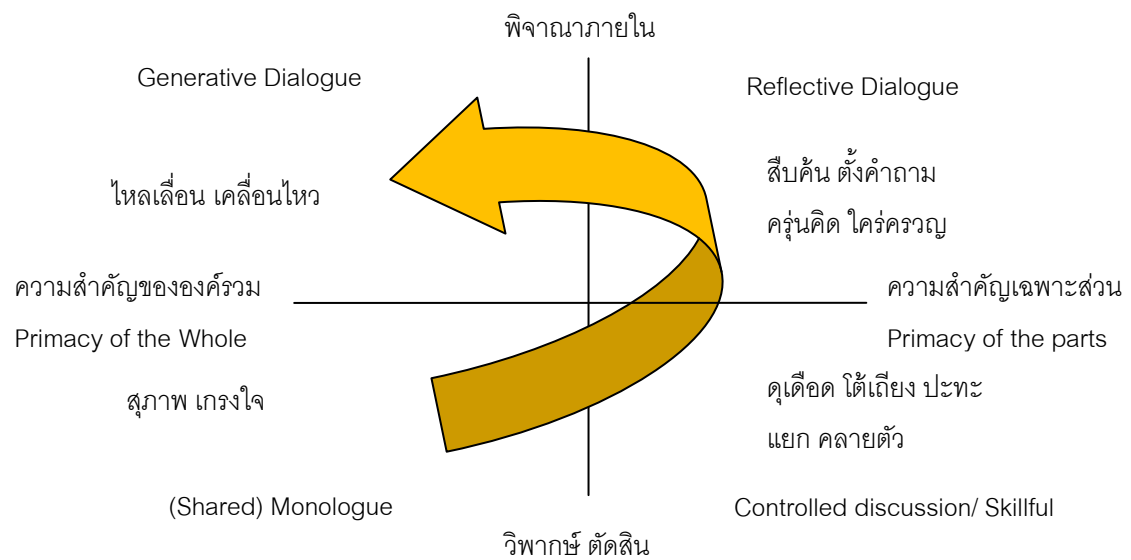 พิจาณาภายใน
Generative Dialogue
Reflective Dialogue
ไหลเลื่อน เคลื่อนไหว
สืบค้น ตั้งคำถาม
ครุ่นคิด ใคร่ครวญ
ความสำคัญขององค์รวม
Primacy of the Whole
ความสำคัญเฉพาะส่วน
Primacy of the parts
สุภาพ เกรงใจ
ดุเดือด โต้เถียง ปะทะ
แยก คลายตัว
(Shared) Monologue
Controlled discussion/ Skillful
วิพากษ์ ตัดสิน